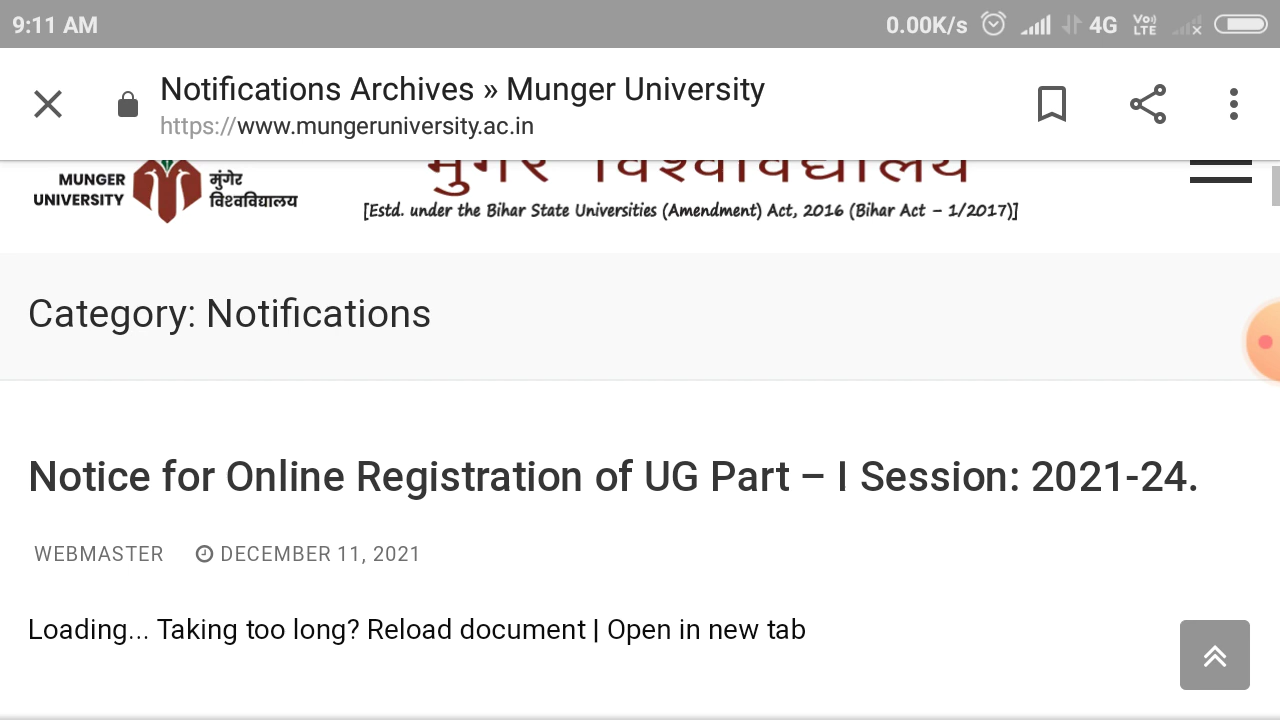 9:11 AM 0.00K/s 4G Vo)) LTE
Notifications Archives » Munger University
https://www.mungeruniversity.ac.in
मुंगेर विश्वविद्यालय
MUNGER UNIVERSITY मुंगेर विश्वविद्यालय
[Estd. under the Bihar State Universities (Amendment) Act, 2016 (Bihar Act – 1/2017)]
Category: Notifications
Notice for Online Registration of UG Part – I Session: 2021-24.
WEBMASTER DECEMBER 11, 2021
Loading... Taking too long? Reload document | Open in new tab